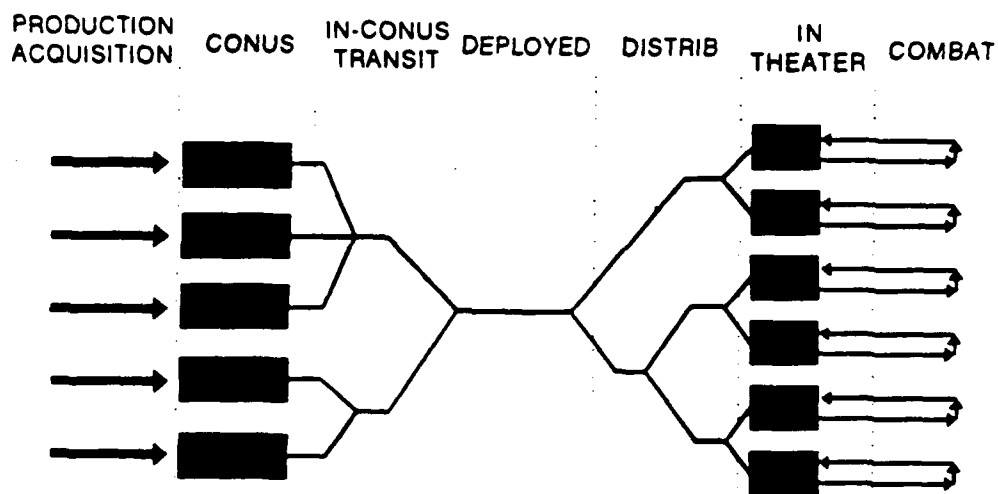 PRODUCTION
ACQUISITION
CONUS
IN-CONUS
TRANSIT
DEPLOYED
DISTRIB
IN
THEATER
COMBAT